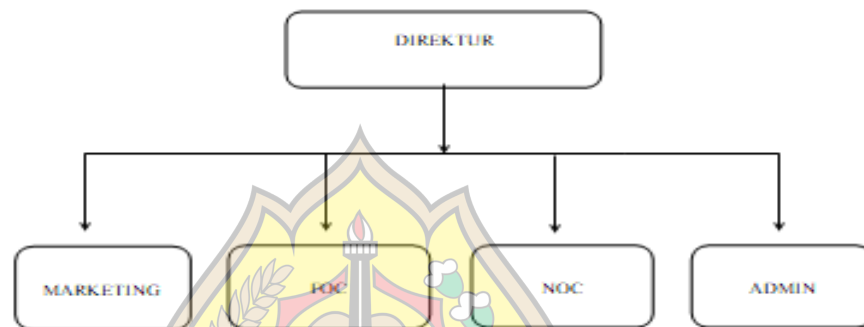 DIREKTUR
MARKETING
FOC
NOC
ADMIN